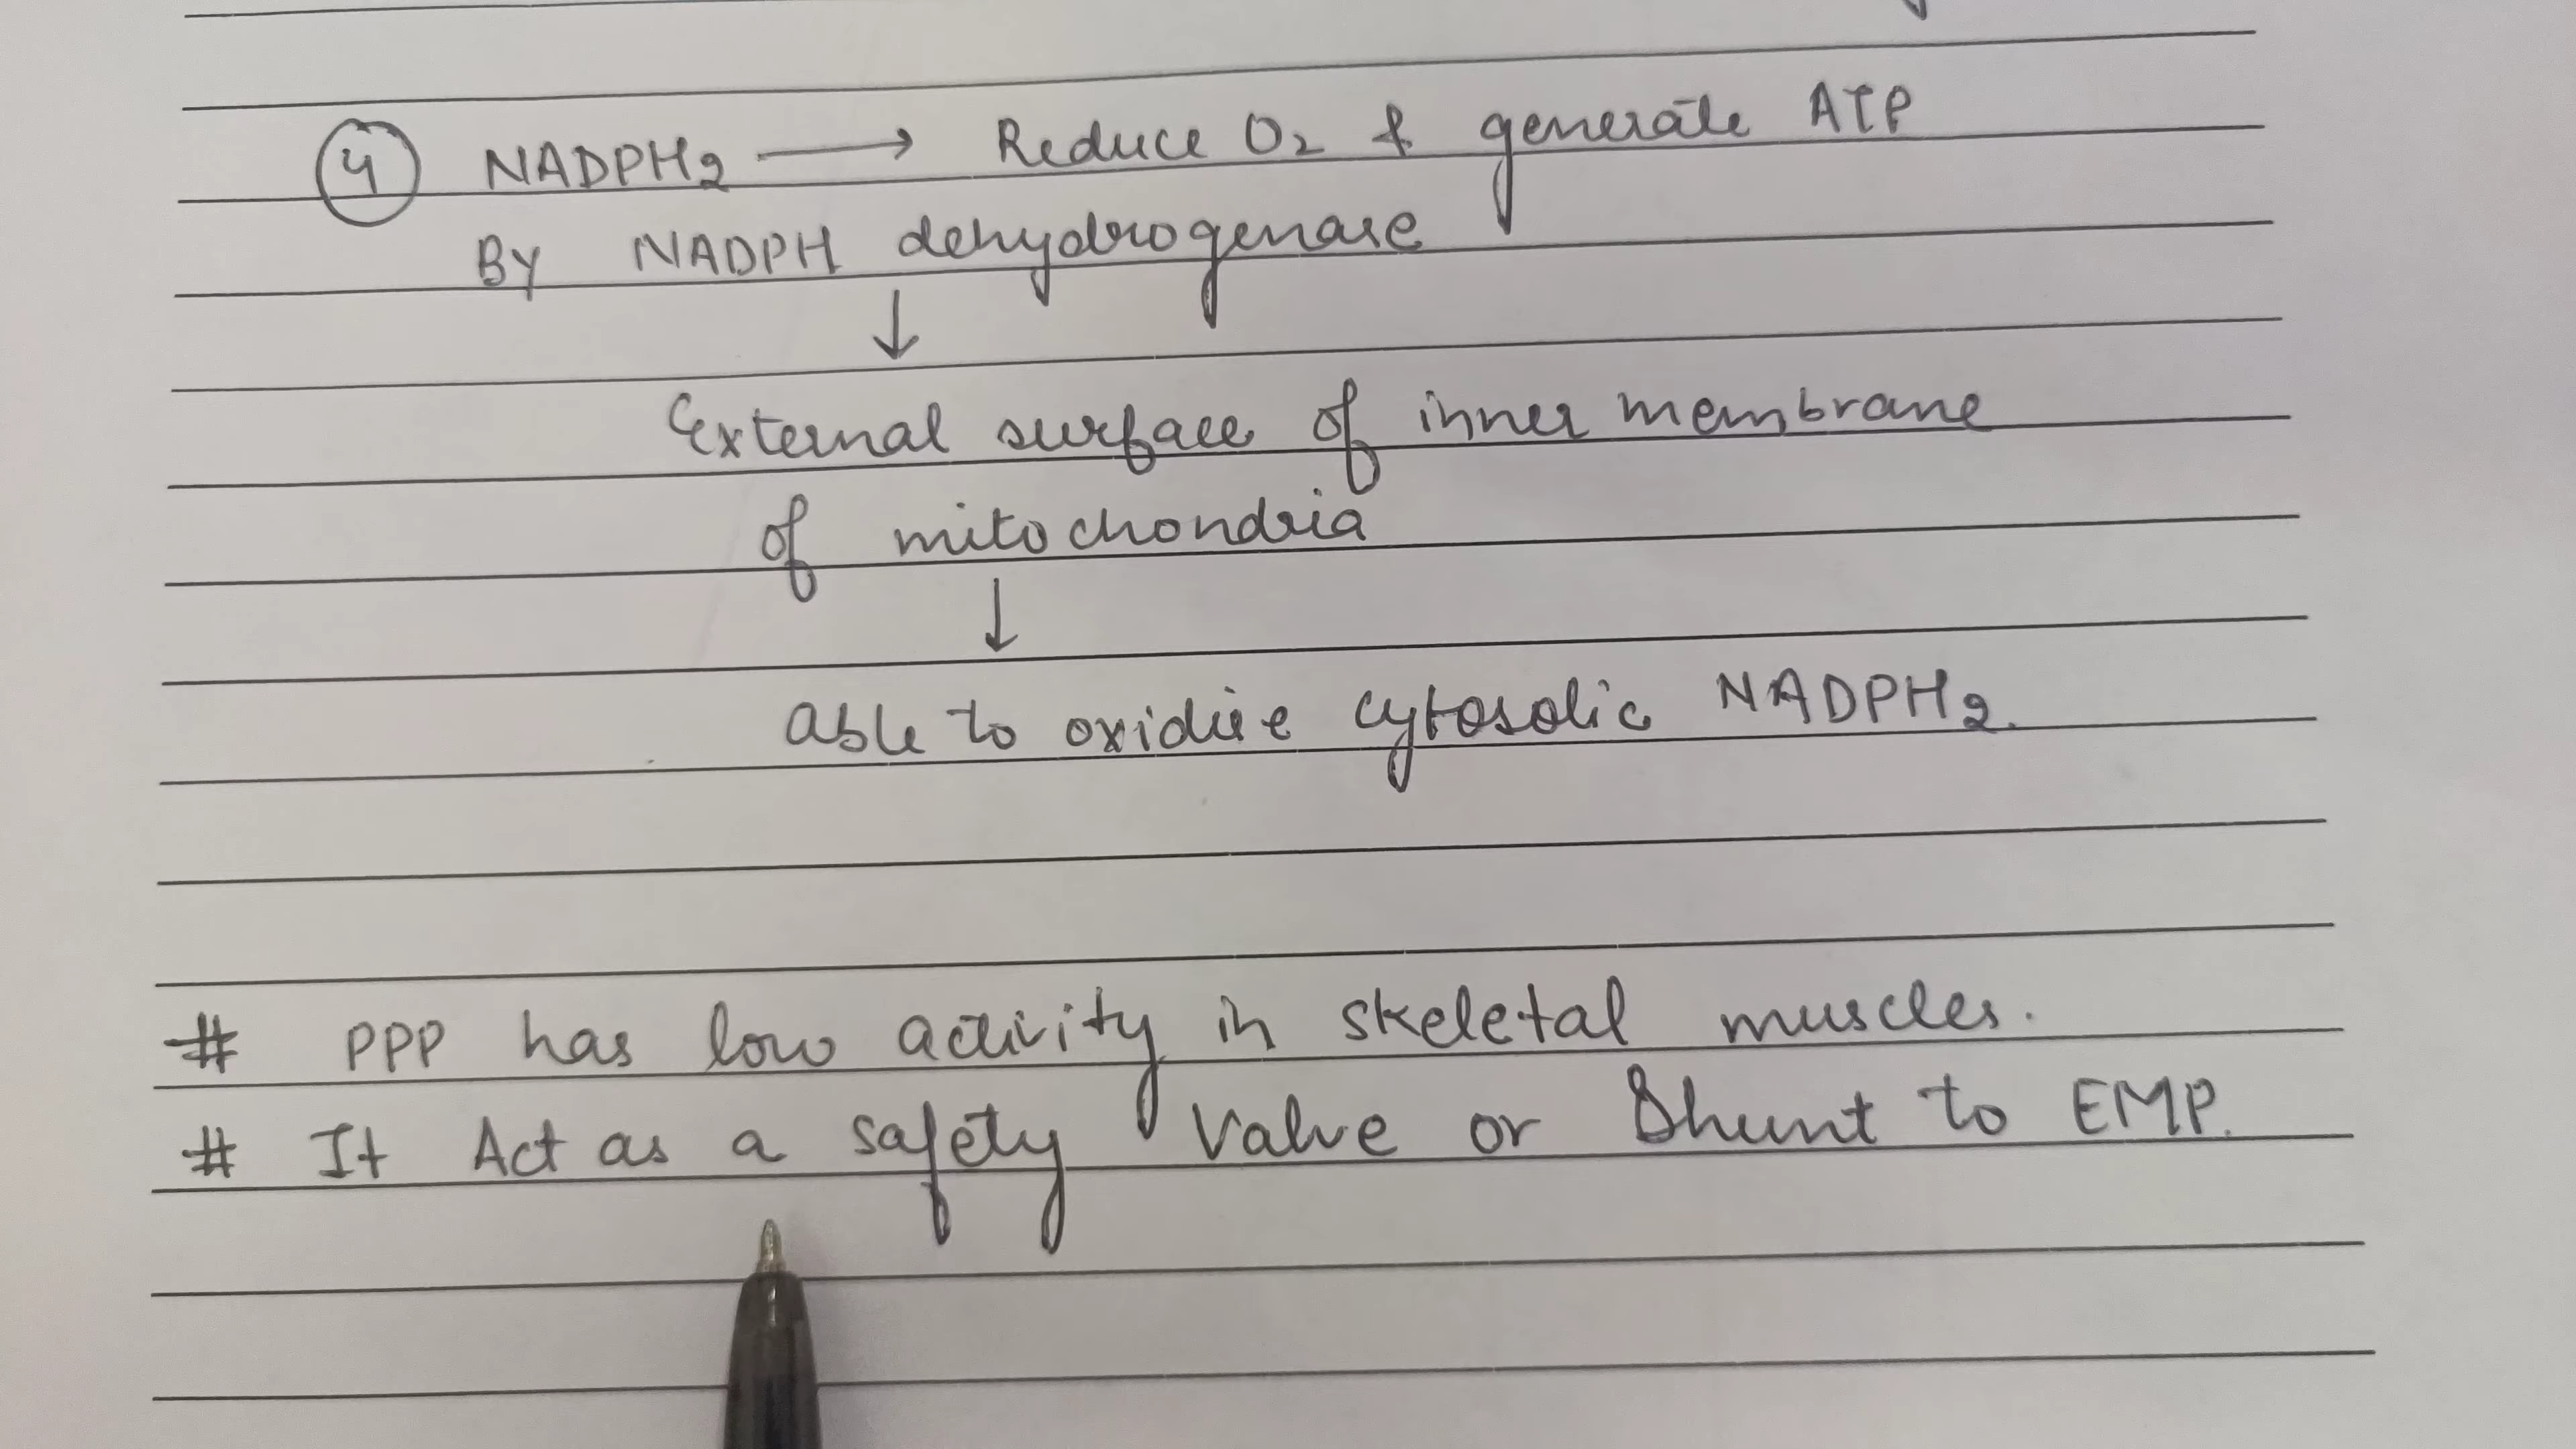 4 NADPH2 → Reduce O2 & generate ATP
By NADPH dehydrogenase
↓
External surface of inner membrane
of mitochondria
↓
able to oxidise cytosolic NADPH2.
# PPP has low activity in skeletal muscles.
# It Act as a safety valve or Shunt to EMP.